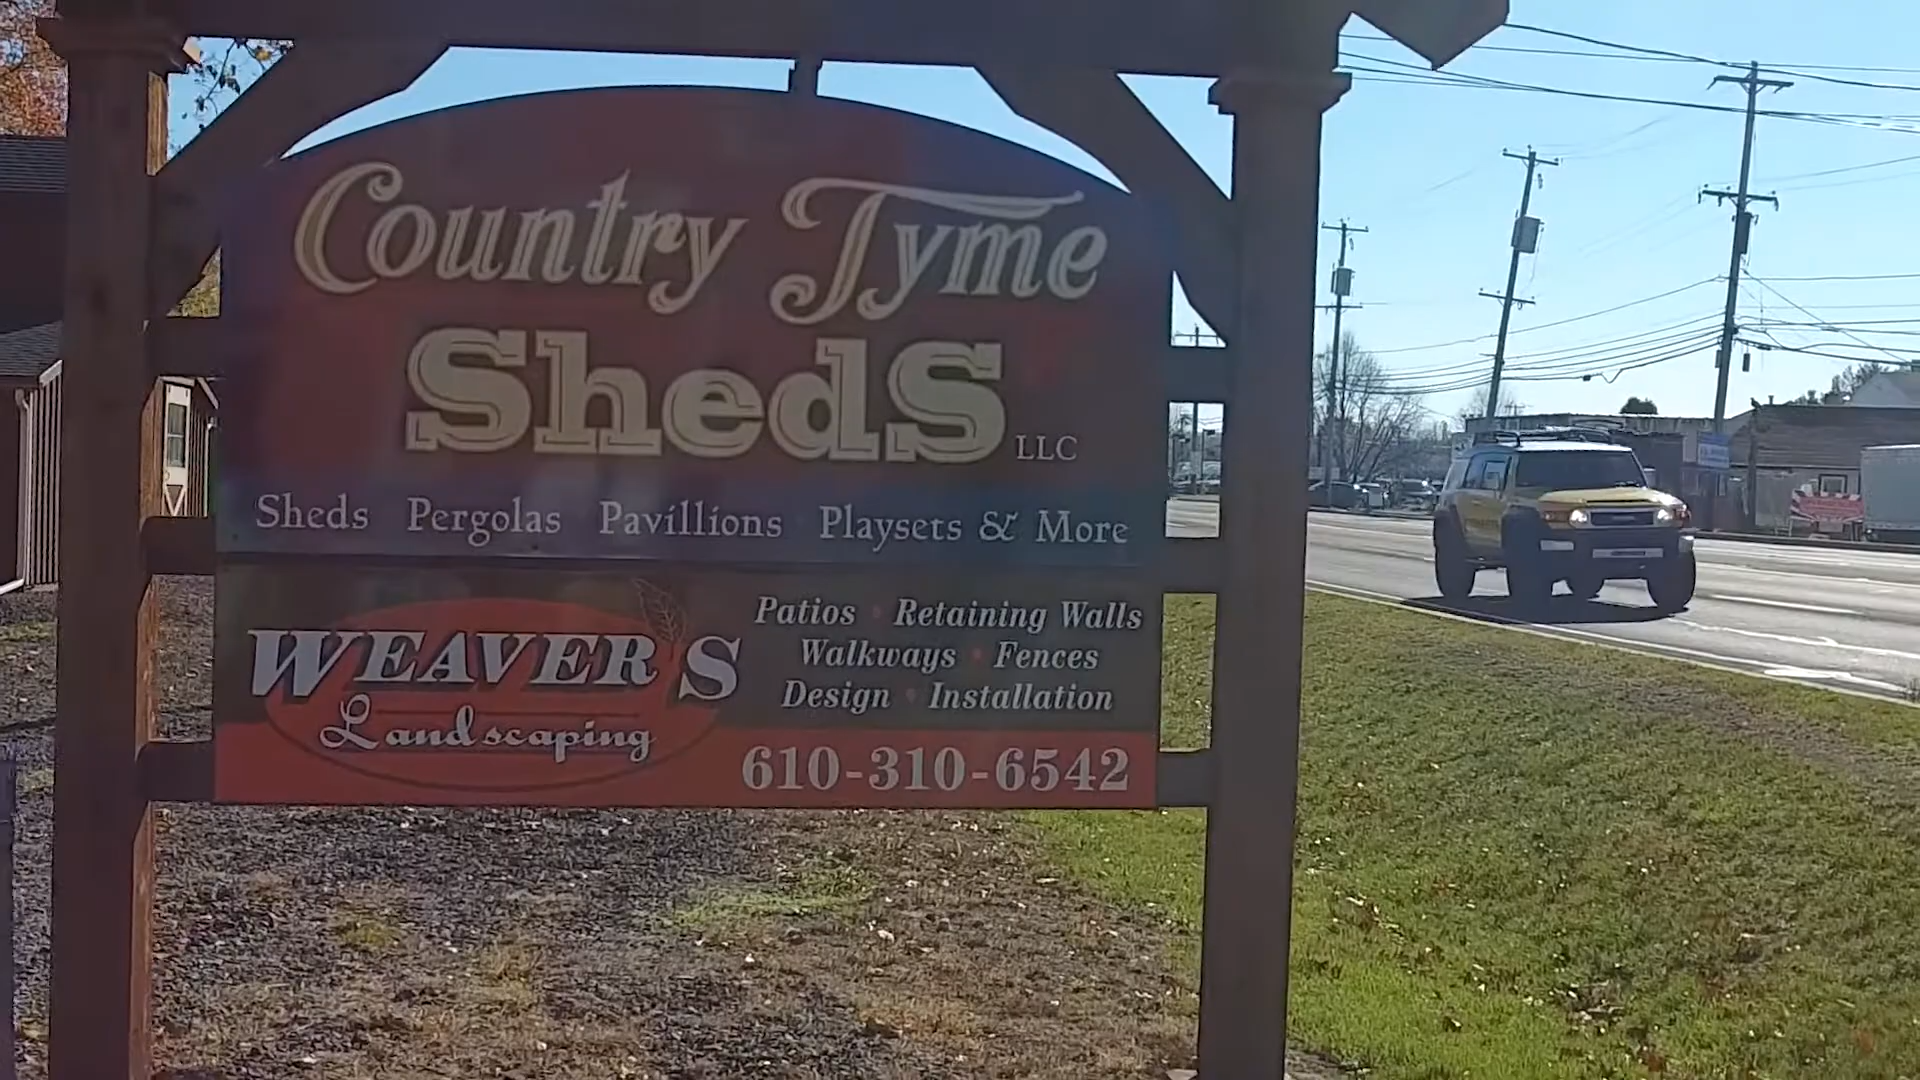 Country Tyme
Sheds LLC
Sheds Pergolas Pavillions Playsets & More
WEAVER'S
Landscaping
Patios • Retaining Walls
Walkways • Fences
Design • Installation
610-310-6542